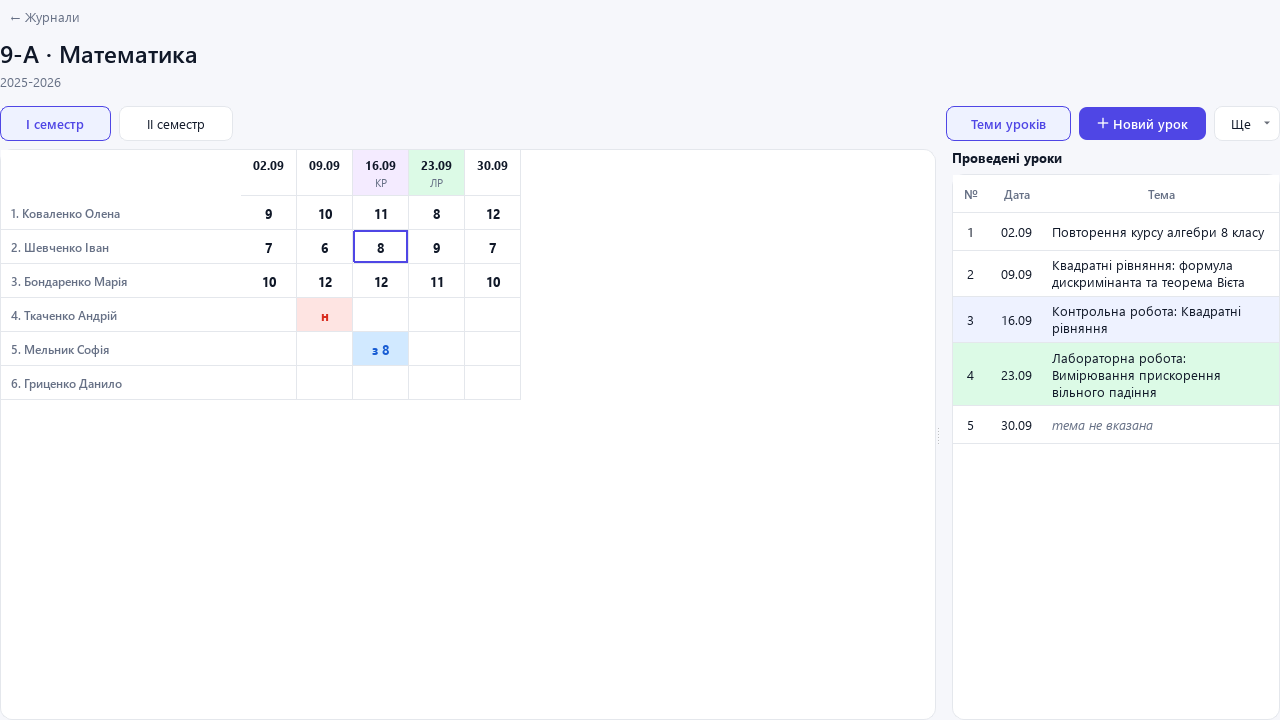 ← Журнали
9-А · Математика
2025-2026
І семестр
ІІ семестр
Теми уроків
+ Новий урок
Ще
02.09 09.09 16.09 23.09 30.09
КР ЛР
1. Коваленко Олена 9 10 11 8 12
2. Шевченко Іван 7 6 8 9 7
3. Бондаренко Марія 10 12 12 11 10
4. Ткаченко Андрій н
5. Мельник Софія з 8
6. Гриценко Данило
Проведені уроки
№ Дата Тема
1 02.09 Повторення курсу алгебри 8 класу
2 09.09 Квадратні рівняння: формула
дискримінанта та теорема Вієта
3 16.09 Контрольна робота: Квадратні
рівняння
4 23.09 Лабораторна робота:
Вимірювання прискорення
вільного падіння
5 30.09 тема не вказана